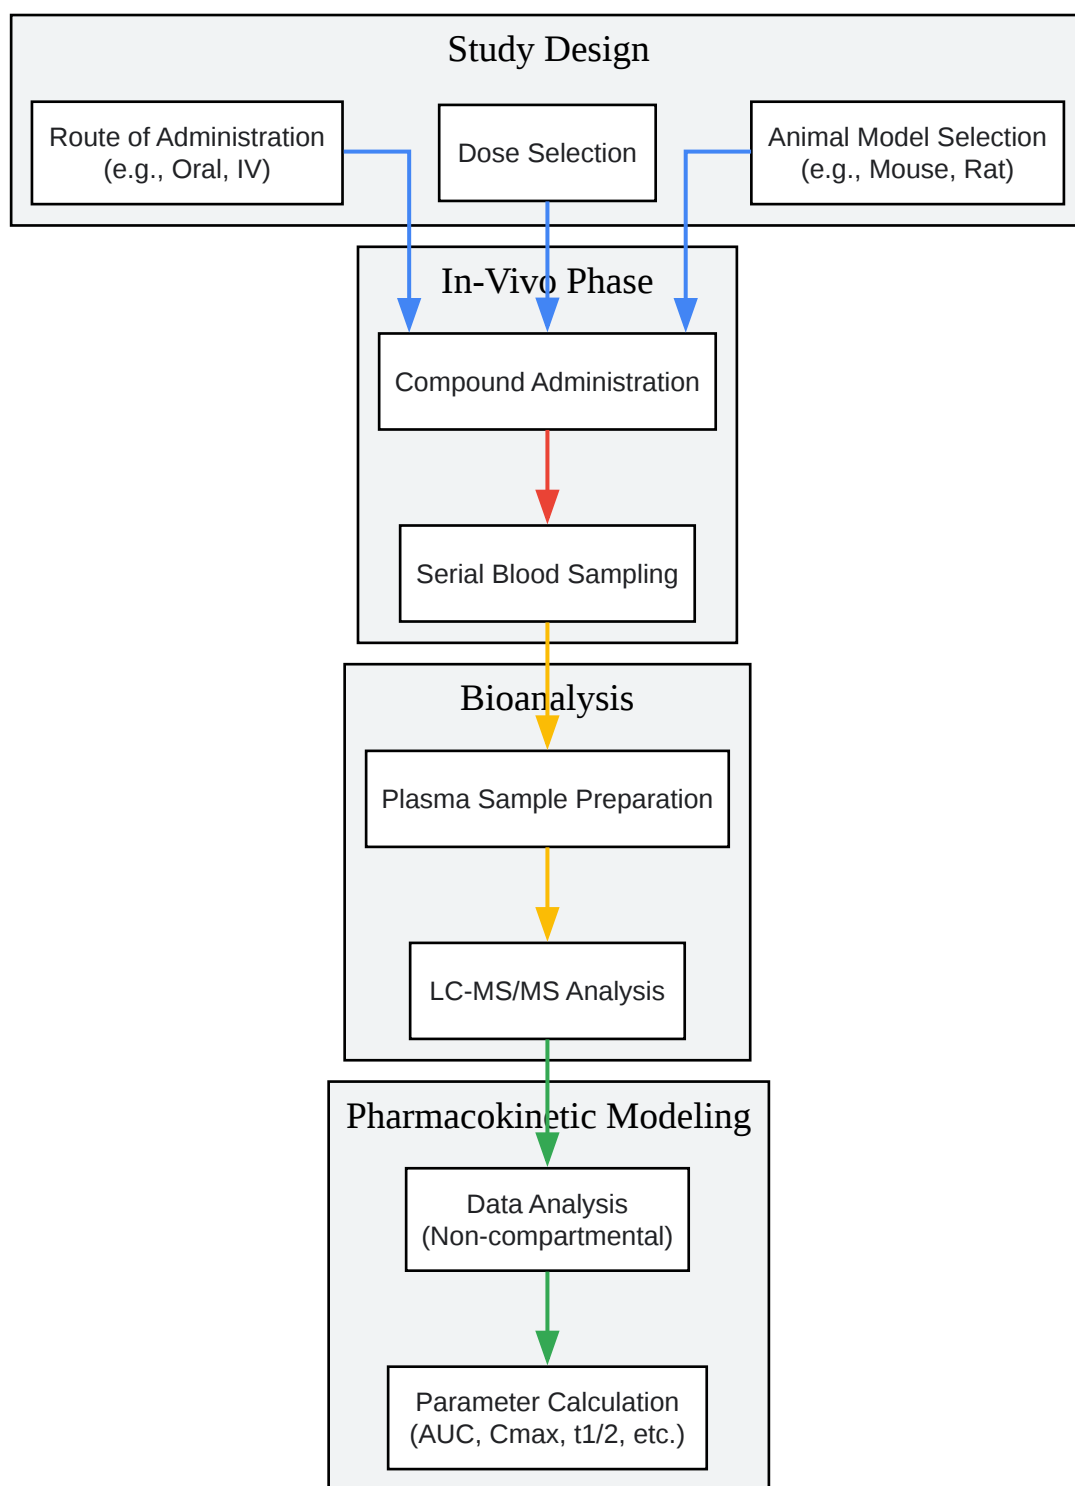 Study Design
Route of Administration
(e.g., Oral, IV)
Dose Selection
Animal Model Selection
(e.g., Mouse, Rat)
In-Vivo Phase
Compound Administration
Serial Blood Sampling
Bioanalysis
Plasma Sample Preparation
LC-MS/MS Analysis
Pharmacokinetic Modeling
Data Analysis
(Non-compartmental)
Parameter Calculation
(AUC, Cmax, t1/2, etc.)